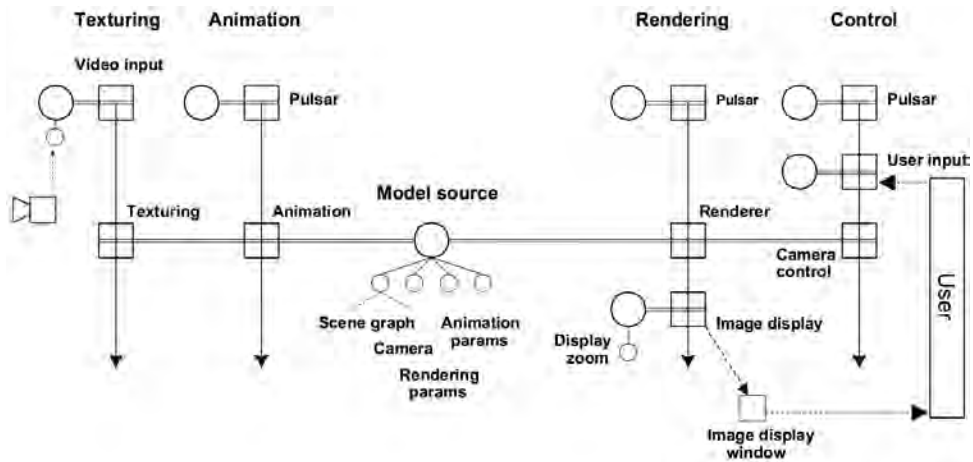 Texturing
Animation
Rendering
Control
Video input
Pulsar
Pulsar
Pulsar
User input
Model source
Texturing
Animation
Renderer
Camera
control
User
Scene graph
Animation
params
Camera
Rendering
params
Display
zoom
Image display
Image display
window